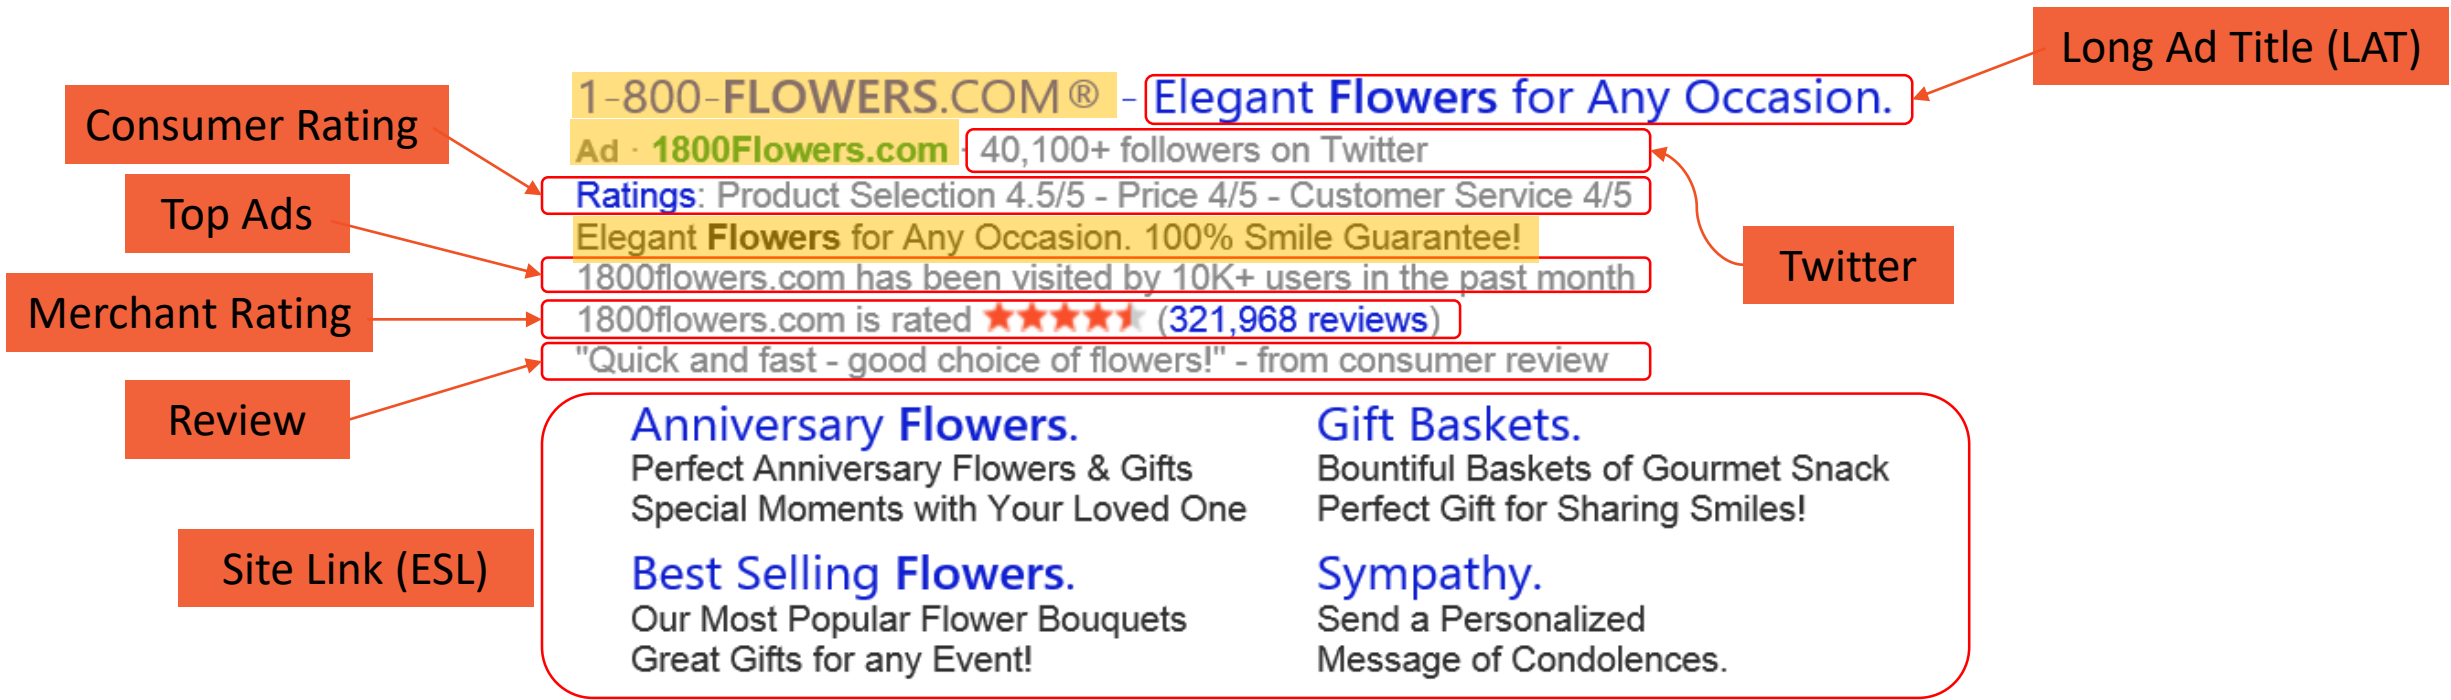 Long Ad Title (LAT)
1-800-FLOWERS.COM® - Elegant Flowers for Any Occasion.
Consumer Rating
Ad · 1800Flowers.com · 40,100+ followers on Twitter
Ratings: Product Selection 4.5/5 - Price 4/5 - Customer Service 4/5
Top Ads
Elegant Flowers for Any Occasion. 100% Smile Guarantee!
Twitter
1800flowers.com has been visited by 10K+ users in the past month
Merchant Rating
1800flowers.com is rated ★★★★★ (321,968 reviews)
"Quick and fast - good choice of flowers!" - from consumer review
Review
Anniversary Flowers.
Perfect Anniversary Flowers & Gifts
Special Moments with Your Loved One
Gift Baskets.
Bountiful Baskets of Gourmet Snack
Perfect Gift for Sharing Smiles!
Site Link (ESL)
Best Selling Flowers.
Our Most Popular Flower Bouquets
Great Gifts for any Event!
Sympathy.
Send a Personalized
Message of Condolences.